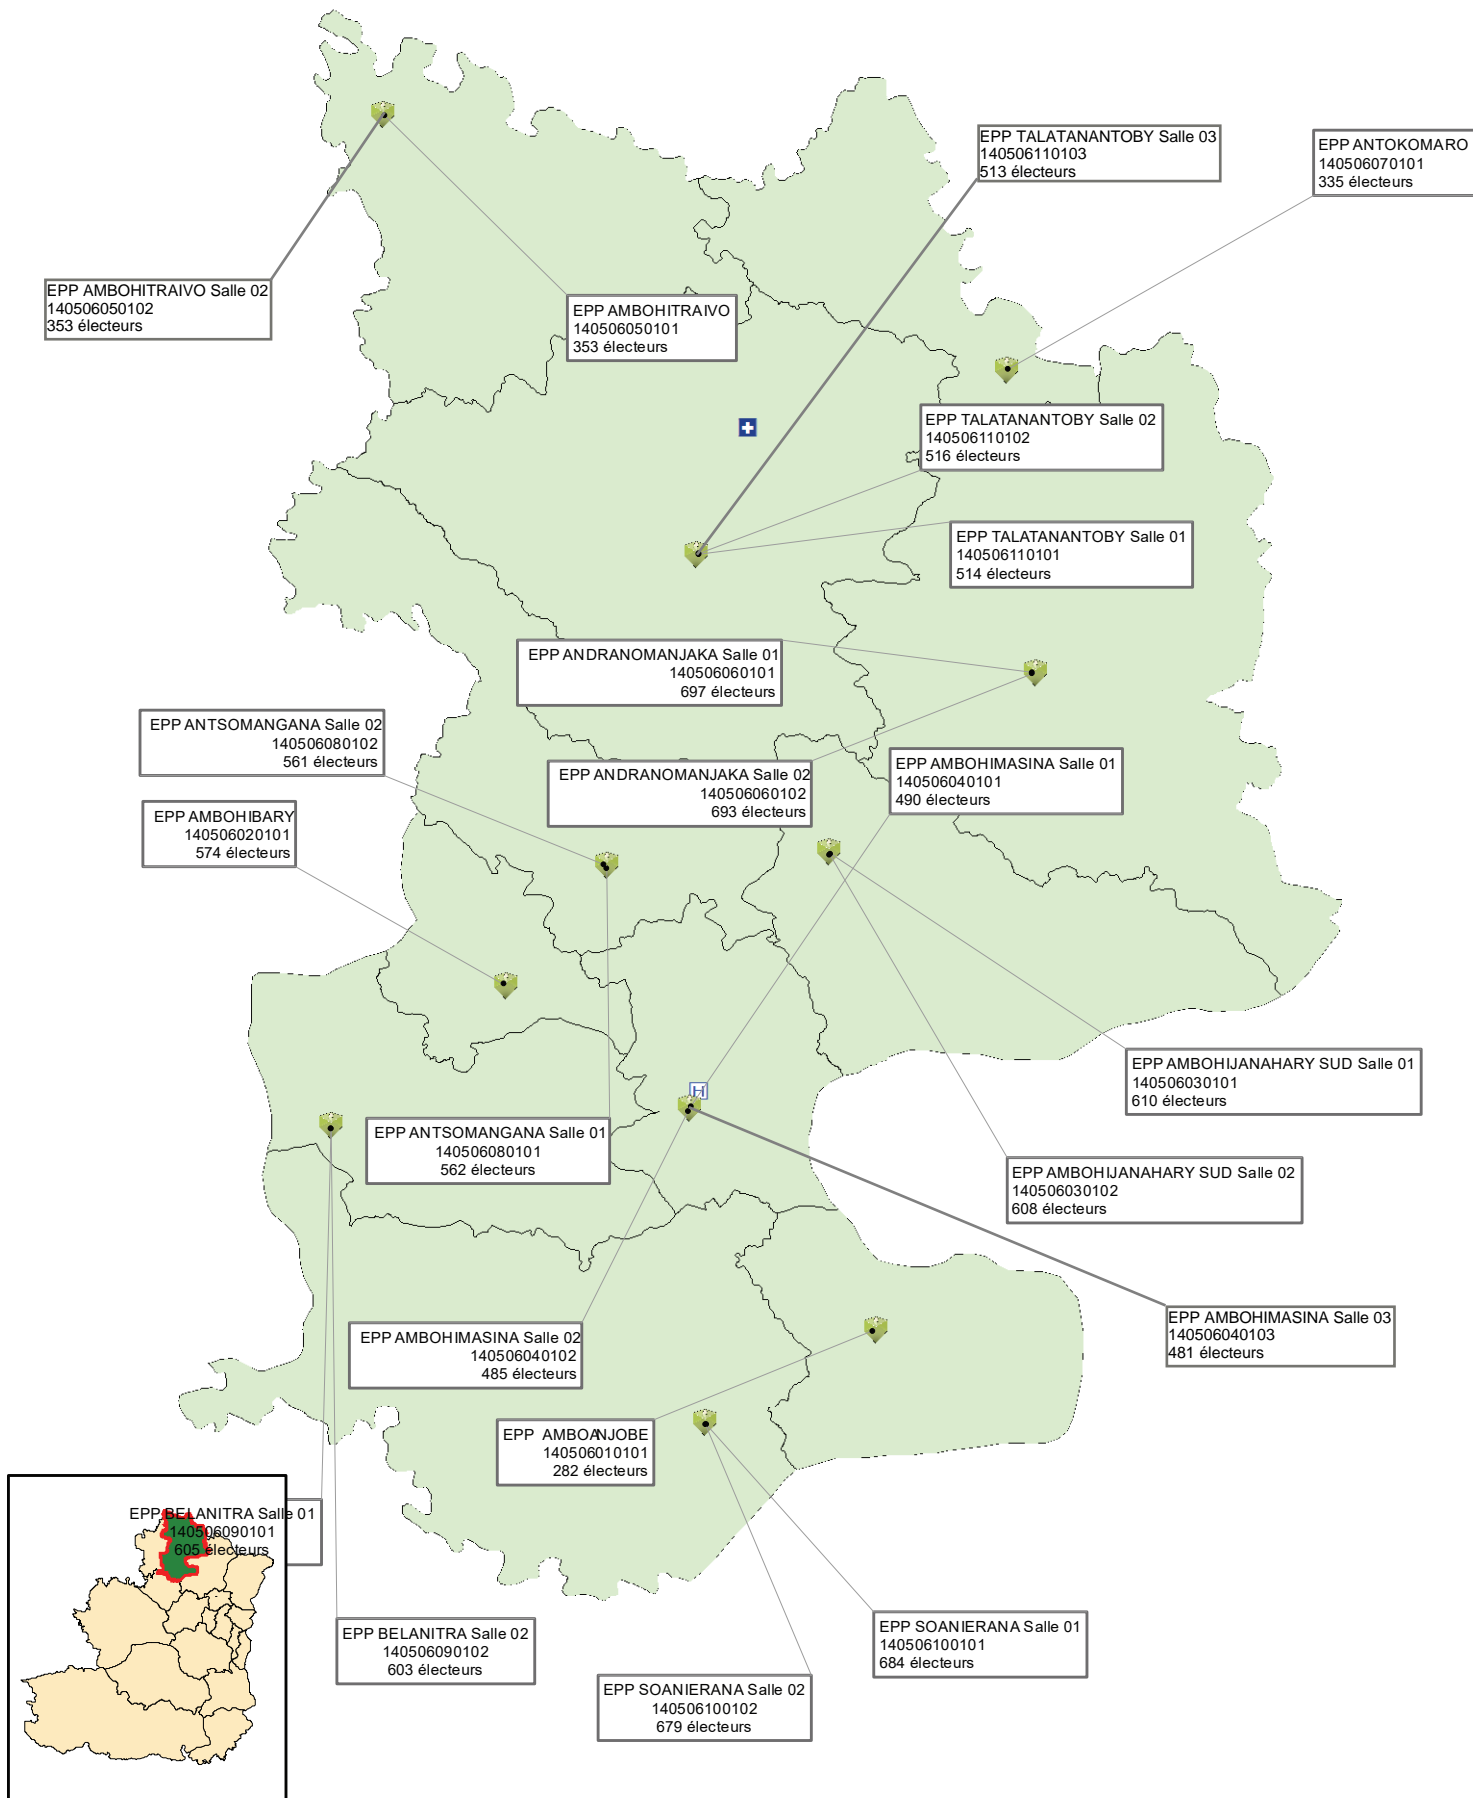 EPP TALATANANTOBY Salle 03
140506110103
513 électeurs
EPP ANTOKOMARO
140506070101
335 électeurs
EPP AMBOHITRAIVO Salle 02
140506050102
353 électeurs
EPP AMBOHITRAIVO
140506050101
353 électeurs
EPP TALATANANTOBY Salle 02
140506110102
516 électeurs
EPP TALATANANTOBY Salle 01
140506110101
514 électeurs
EPP ANDRANOMANJAKA Salle 01
140506060101
697 électeurs
EPP ANTSOMANGANA Salle 02
140506080102
561 électeurs
EPP ANDRANOMANJAKA Salle 02
140506060102
693 électeurs
EPP AMBOHIMASINA Salle 01
140506040101
490 électeurs
EPP AMBOHIBARY
140506020101
574 électeurs
EPP AMBOHIJANAHARY SUD Salle 01
140506030101
610 électeurs
H
EPP ANTSOMANGANA Salle 01
140506080101
562 électeurs
EPP AMBOHIJANAHARY SUD Salle 02
140506030102
608 électeurs
EPP AMBOHIMASINA Salle 03
140506040103
481 électeurs
EPP AMBOHIMASINA Salle 02
140506040102
485 électeurs
EPP AMBOANJOBE
140506010101
282 électeurs
EPP BELANITRA Salle 01
140506090101
605 électeurs
EPP BELANITRA Salle 02
140506090102
603 électeurs
EPP SOANIERANA Salle 01
140506100101
684 électeurs
EPP SOANIERANA Salle 02
140506100102
679 électeurs